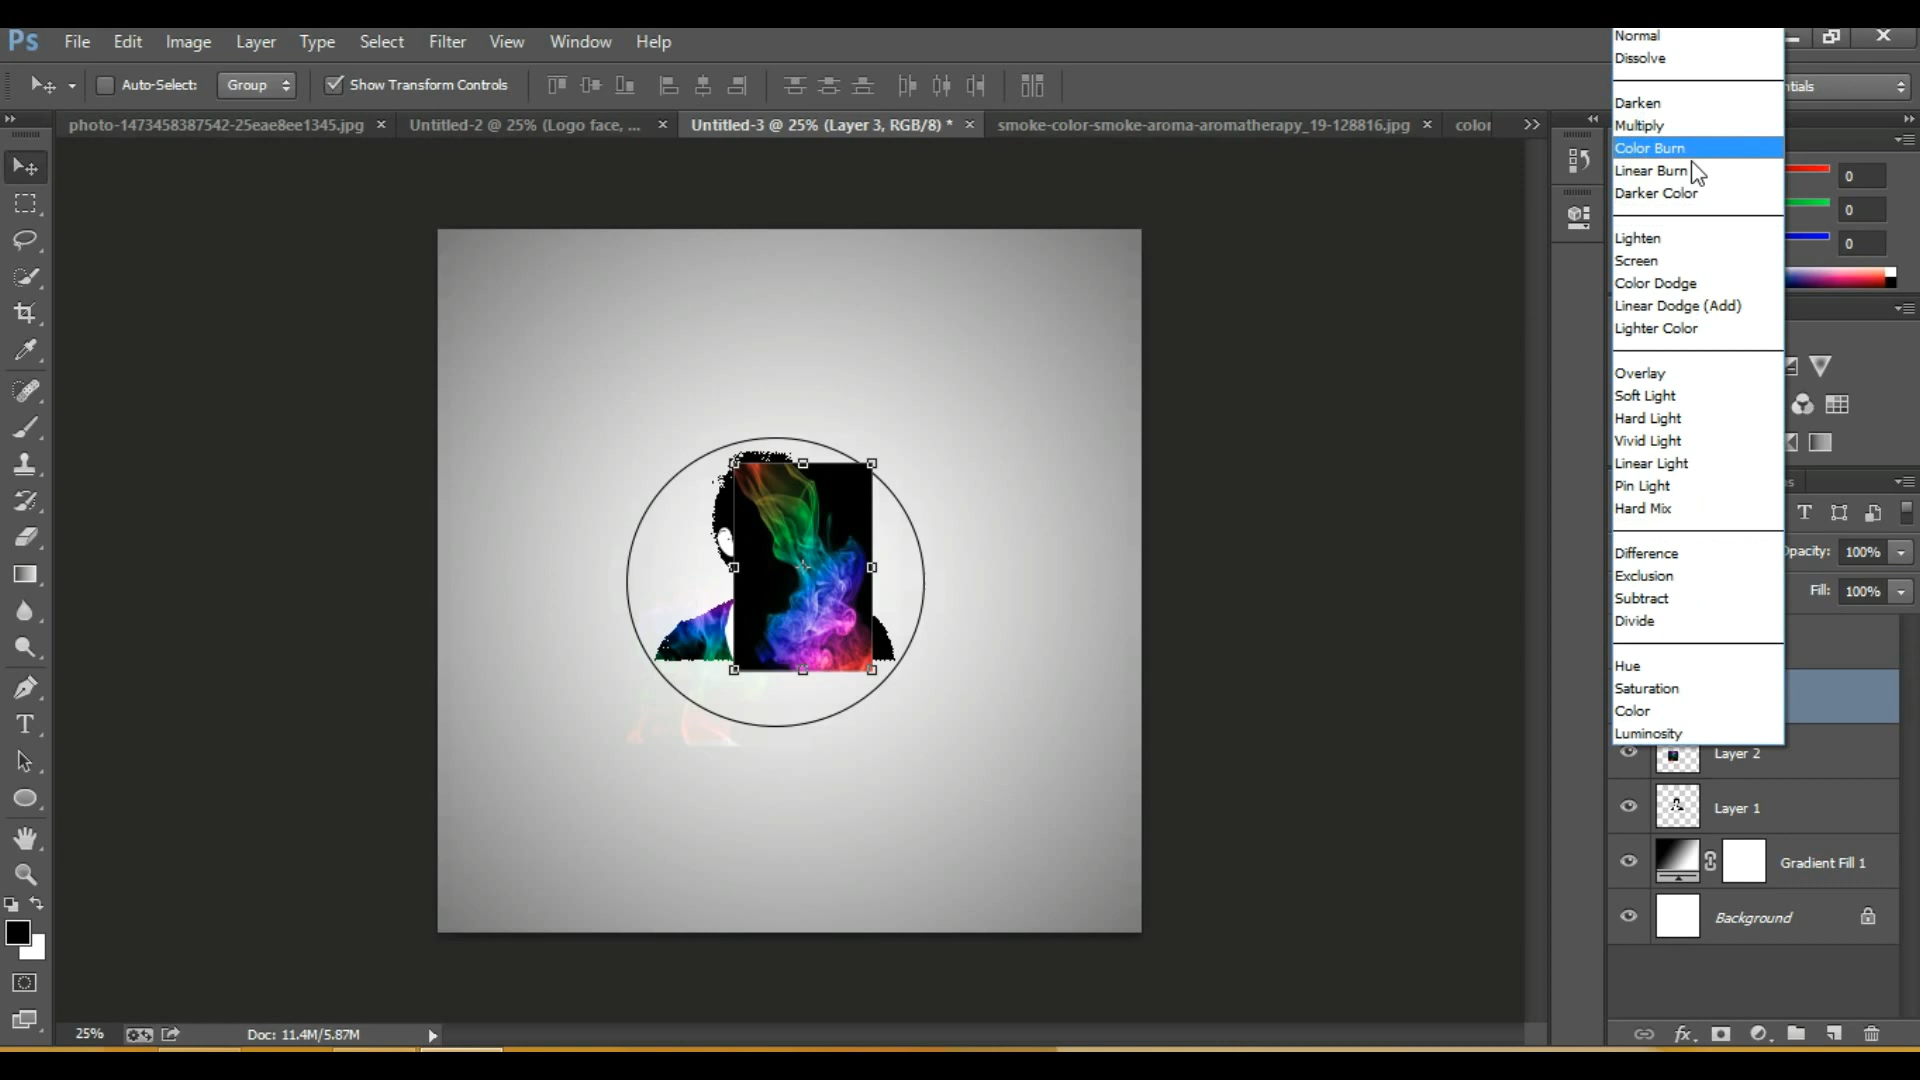 Ps File Edit Image Layer Type Select Filter View Window Help
Auto-Select: Group Show Transform Controls
photo-1473458387542-25eae8ee1345.jpg × Untitled-2 @ 25% (Logo face, ... × Untitled-3 @ 25% (Layer 3, RGB/8) * × smoke-color-smoke-aroma-aromatherapy_19-128816.jpg × color
Normal
Dissolve
Darken
Multiply
Color Burn
Linear Burn
Darker Color
Lighten
Screen
Color Dodge
Linear Dodge (Add)
Lighter Color
Overlay
Soft Light
Hard Light
Vivid Light
Linear Light
Pin Light
Hard Mix
Difference
Exclusion
Subtract
Divide
Hue
Saturation
Color
Luminosity
ntials
0
0
0
Opacity: 100%
Fill: 100%
Layer 2
Layer 1
Gradient Fill 1
Background
fx
25% Doc: 11.4M/5.87M